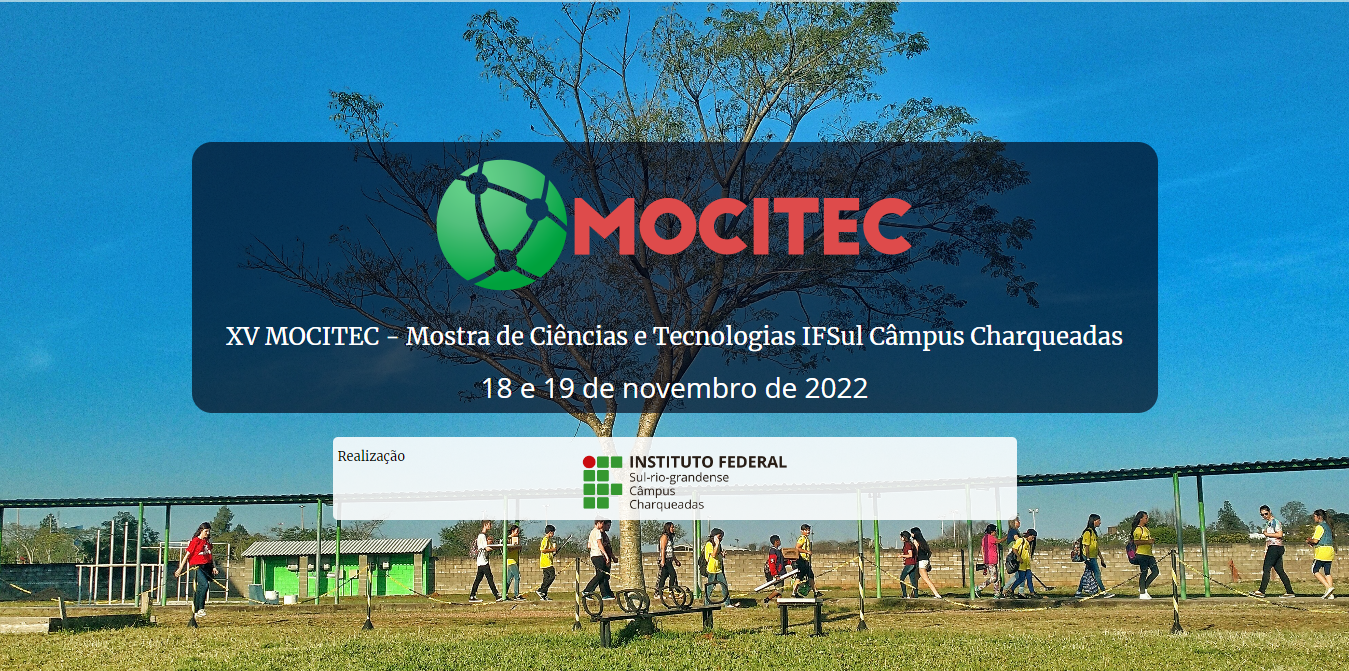 MOCITEC
XV MOCITEC - Mostra de Ciências e Tecnologias IFSul Câmpus Charqueadas
18 e 19 de novembro de 2022
Realização
INSTITUTO FEDERAL
Sul-rio-grandense
Câmpus
Charqueadas